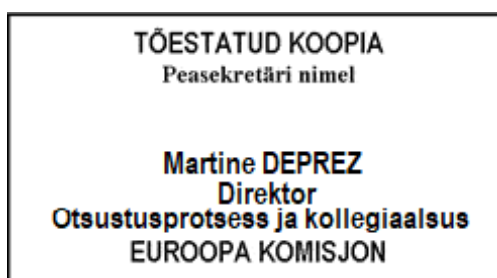 TÕESTATUD KOOPIA
Peasekretäri nimel
Martine DEPREZ
Direktor
Otsustusprotsess ja kollegiaalsus
EUROOPA KOMISJON